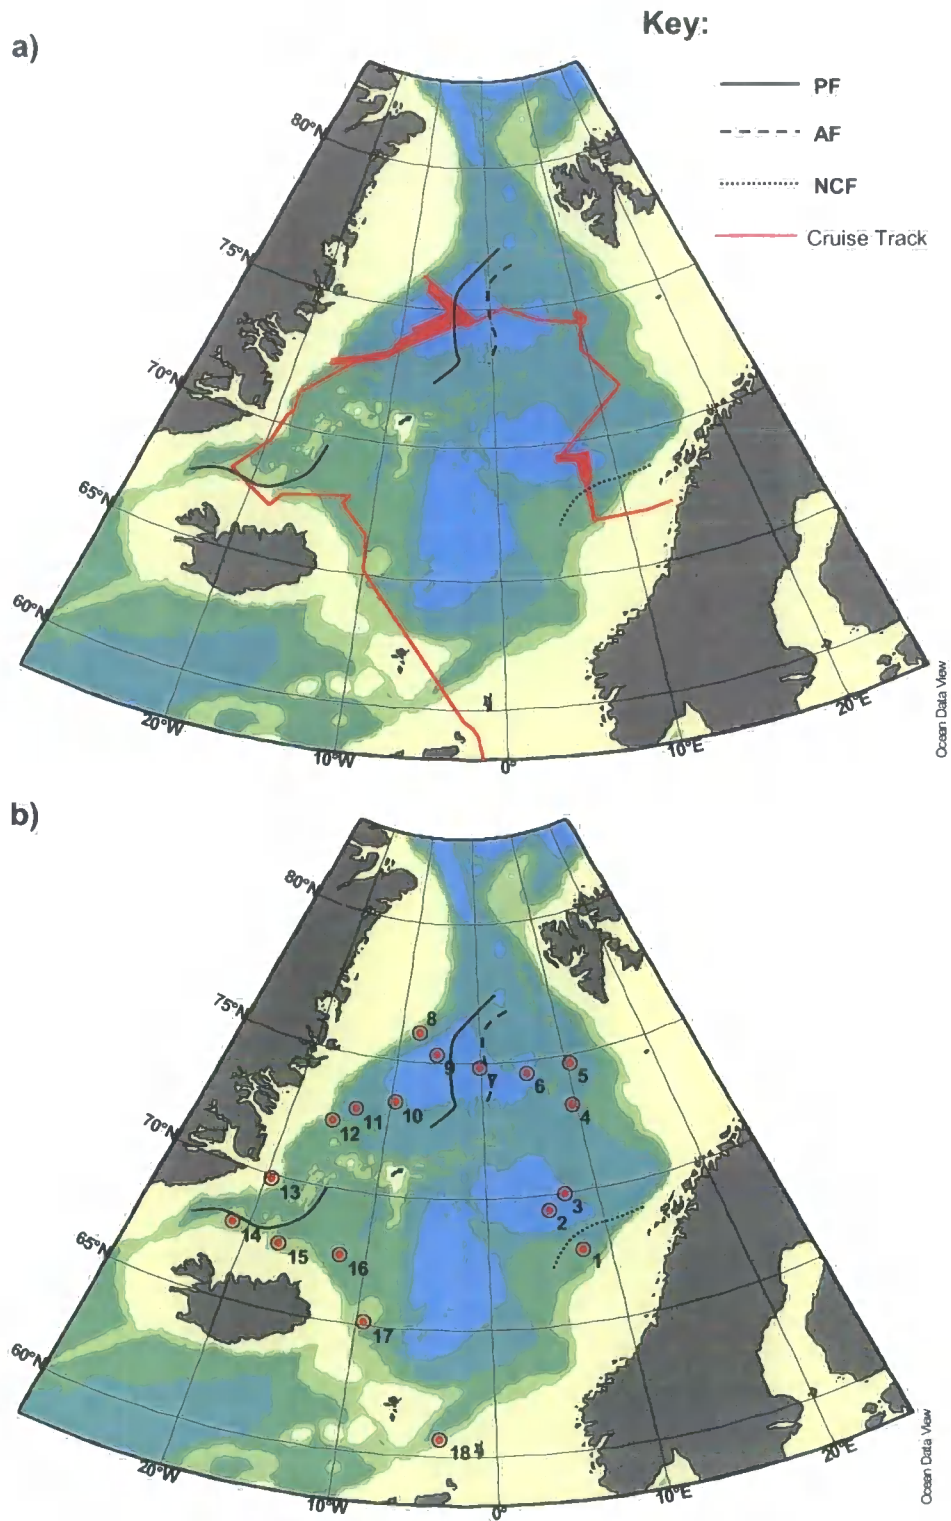 Key:
a)
PF
AF
NCF
Cruise Track
80°N
75°N
70°N
65°N
60°N
20°W
10°W
0°
10°E
20°E
Ocean Data View
b)
80°N
75°N
70°N
65°N
60°N
8
9
7
6
5
4
10
11
12
13
3
2
1
14
15
16
17
18
20°W
10°W
0°
10°E
20°E
Ocean Data View